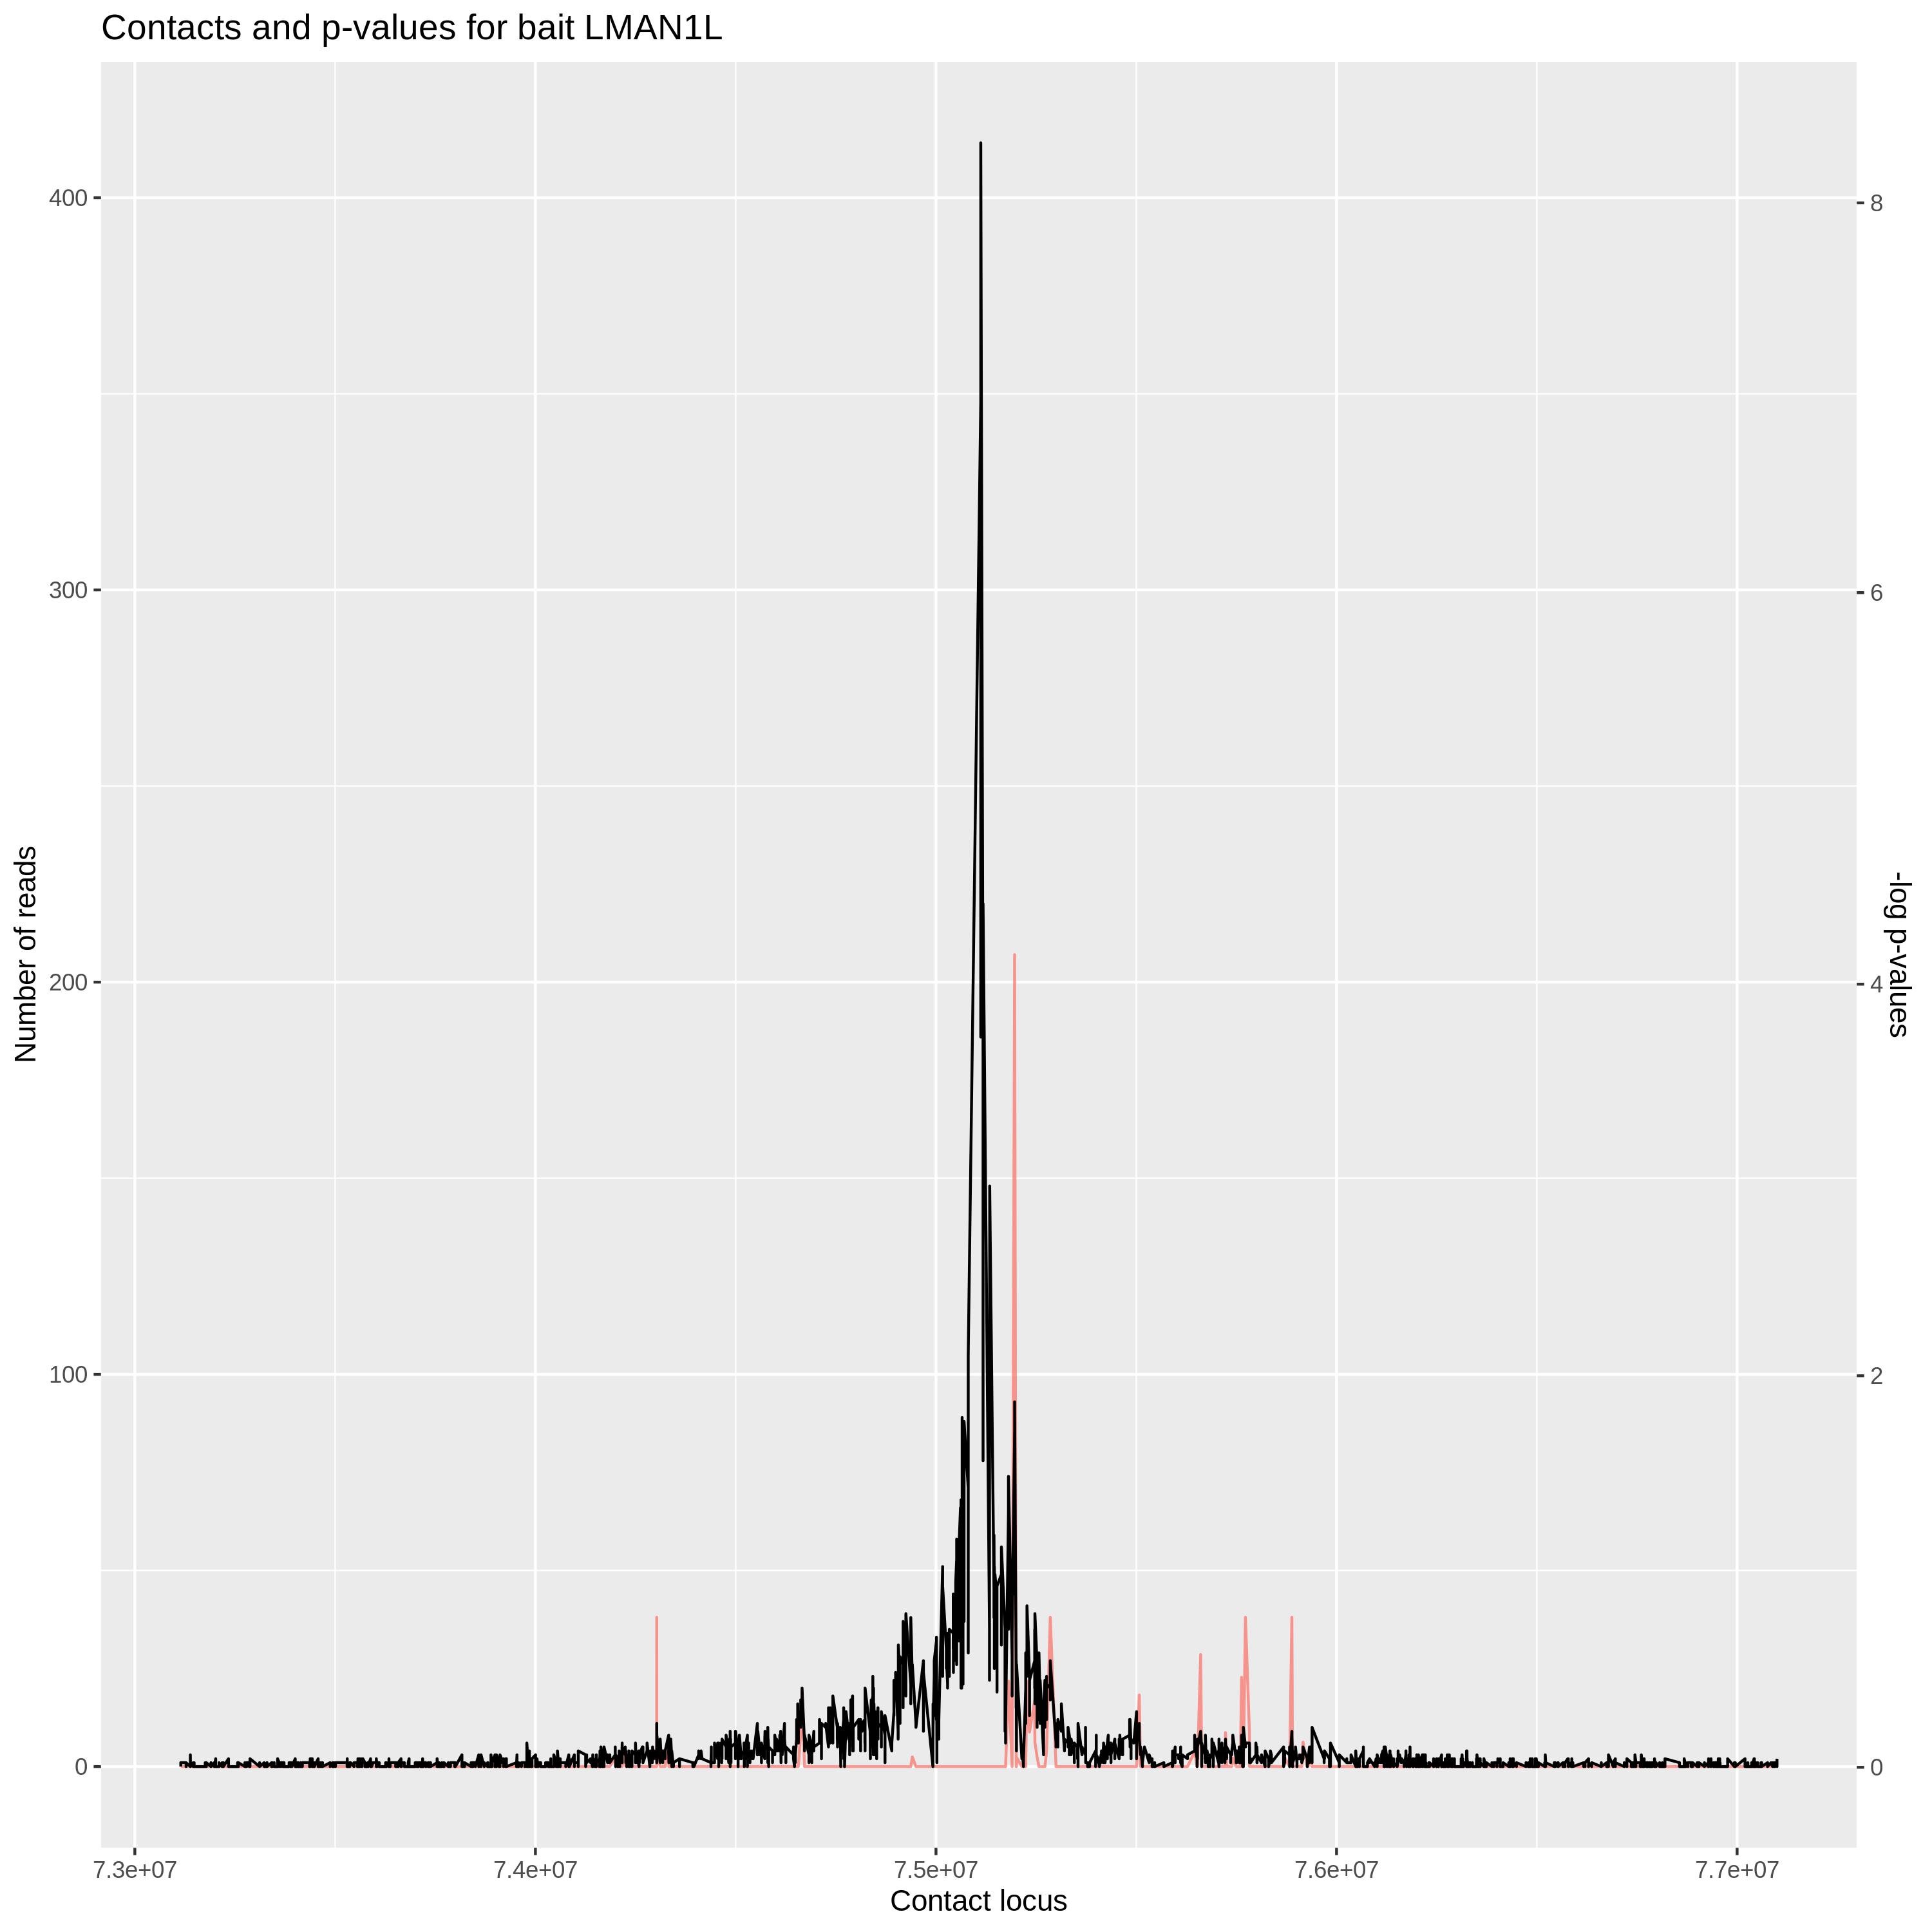 Contacts and p-values for bait LMAN1L
400
300
200
100
0
Number of reads
8
6
4
2
0
-log p-values
7.3e+07 7.4e+07 7.5e+07 7.6e+07 7.7e+07
Contact locus